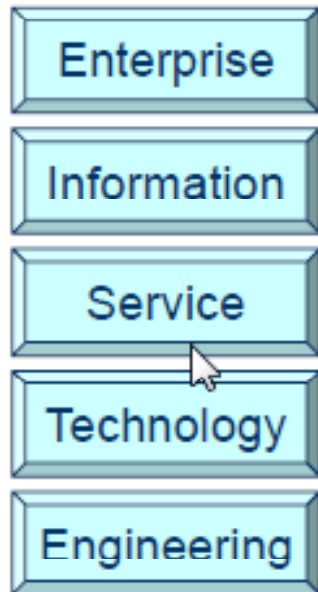 Enterprise
Information
Service
Technology
Engineering